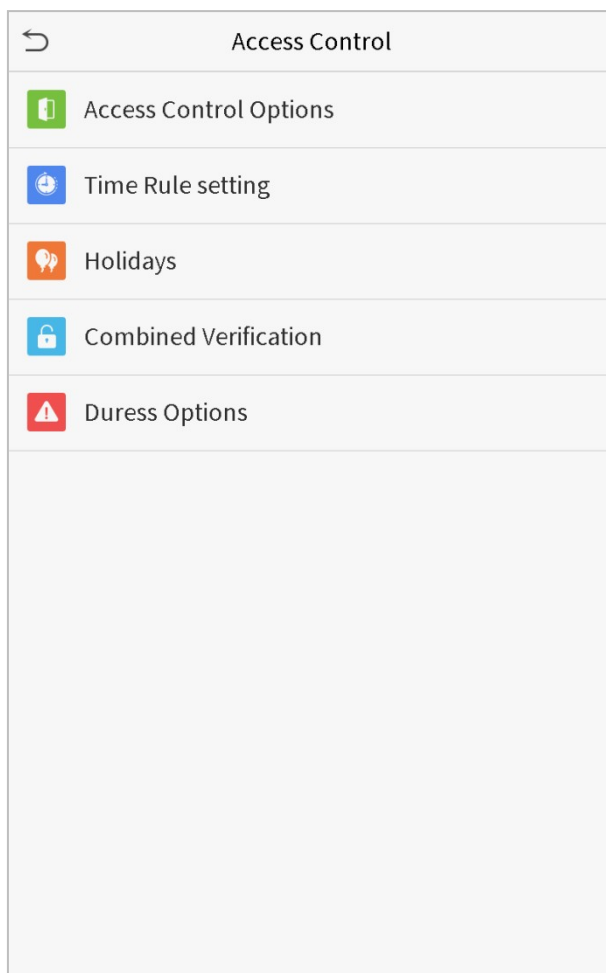 Access Control
Access Control Options
Time Rule setting
Holidays
Combined Verification
Duress Options